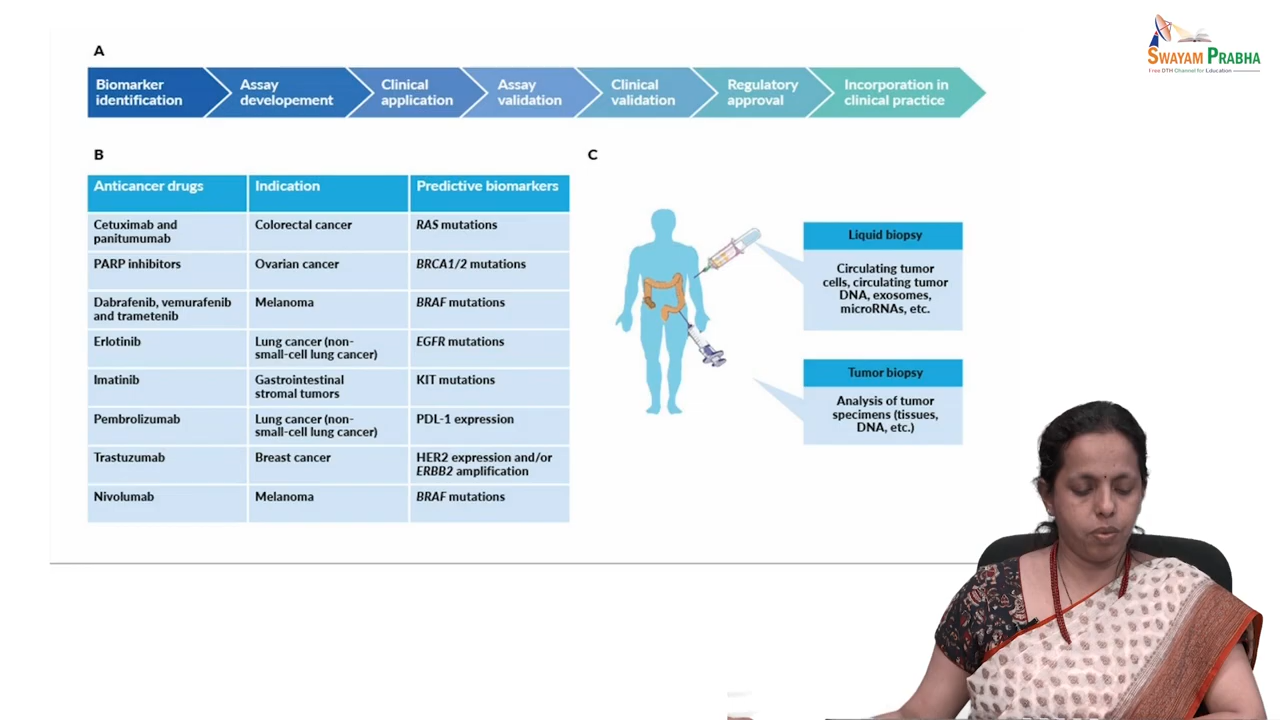 SWAYAM PRABHA
Free DTH Channel for Education
A
Biomarker
identification
Assay
developement
Clinical
application
Assay
validation
Clinical
validation
Regulatory
approval
Incorporation in
clinical practice
B
Anticancer drugs
Indication
Predictive biomarkers
Cetuximab and
panitumumab
Colorectal cancer
RAS mutations
PARP inhibitors
Ovarian cancer
BRCA1/2 mutations
Dabrafenib, vemurafenib
and trametenib
Melanoma
BRAF mutations
Erlotinib
Lung cancer (non-
small-cell lung cancer)
EGFR mutations
Imatinib
Gastrointestinal
stromal tumors
KIT mutations
Pembrolizumab
Lung cancer (non-
small-cell lung cancer)
PDL-1 expression
Trastuzumab
Breast cancer
HER2 expression and/or
ERBB2 amplification
Nivolumab
Melanoma
BRAF mutations
C
Liquid biopsy
Circulating tumor
cells, circulating tumor
DNA, exosomes,
microRNAs, etc.
Tumor biopsy
Analysis of tumor
specimens (tissues,
DNA, etc.)